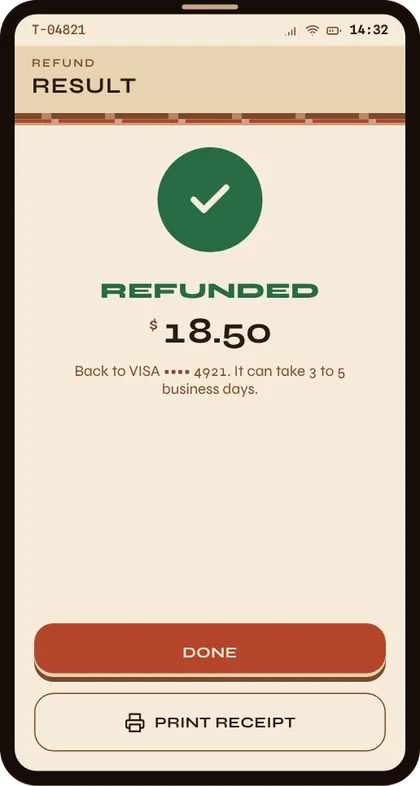 T-04821 14:32
REFUND
RESULT
REFUNDED
$ 18.50
Back to VISA •••• 4921. It can take 3 to 5
business days.
DONE
PRINT RECEIPT